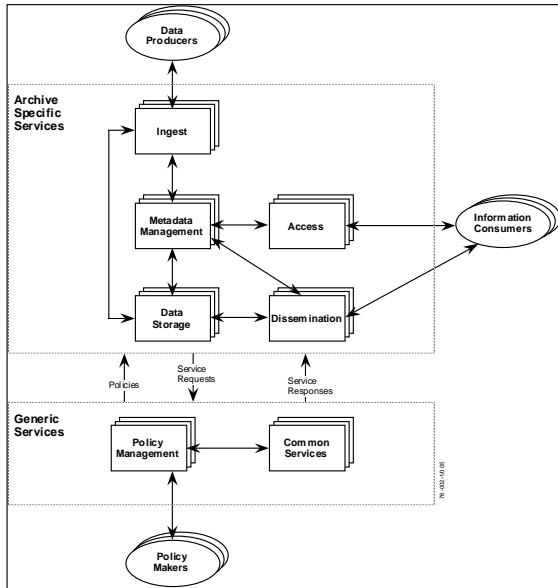 Data
Producers
Archive
Specific
Services
Ingest
Metadata
Management
Access
Information
Consumers
Data
Storage
Dissemination
Policies
Service
Requests
Service
Responses
Generic
Services
Policy
Management
Common
Services
Policy
Makers